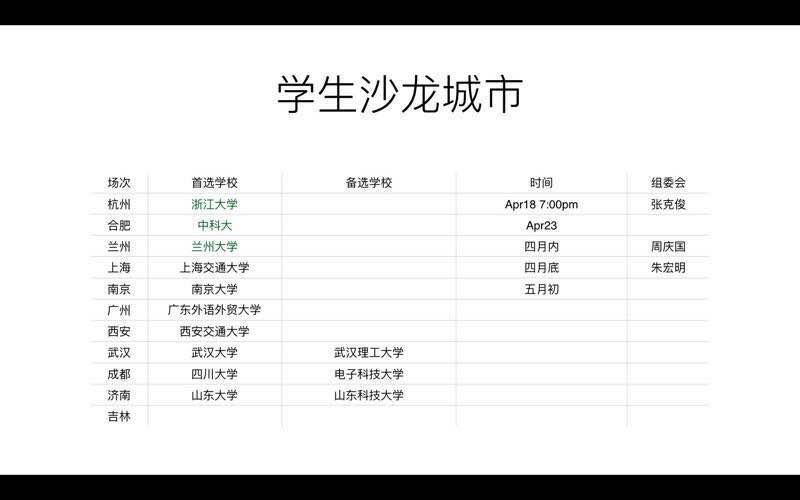 学生沙龙城市
场次 首选学校 备选学校 时间 组委会
杭州 浙江大学 Apr18 7:00pm 张克俊
合肥 中科大 Apr23
兰州 兰州大学 四月内 周庆国
上海 上海交通大学 四月底 朱宏明
南京 南京大学 五月初
广州 广东外语外贸大学
西安 西安交通大学
武汉 武汉大学 武汉理工大学
成都 四川大学 电子科技大学
济南 山东大学 山东科技大学
吉林